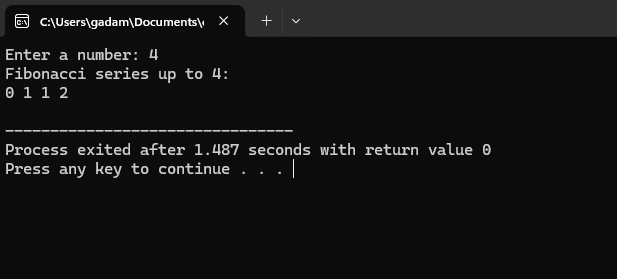 C:\Users\gadam\Documents\
Enter a number: 4
Fibonacci series up to 4:
0 1 1 2
--------------------------------
Process exited after 1.487 seconds with return value 0
Press any key to continue . . .